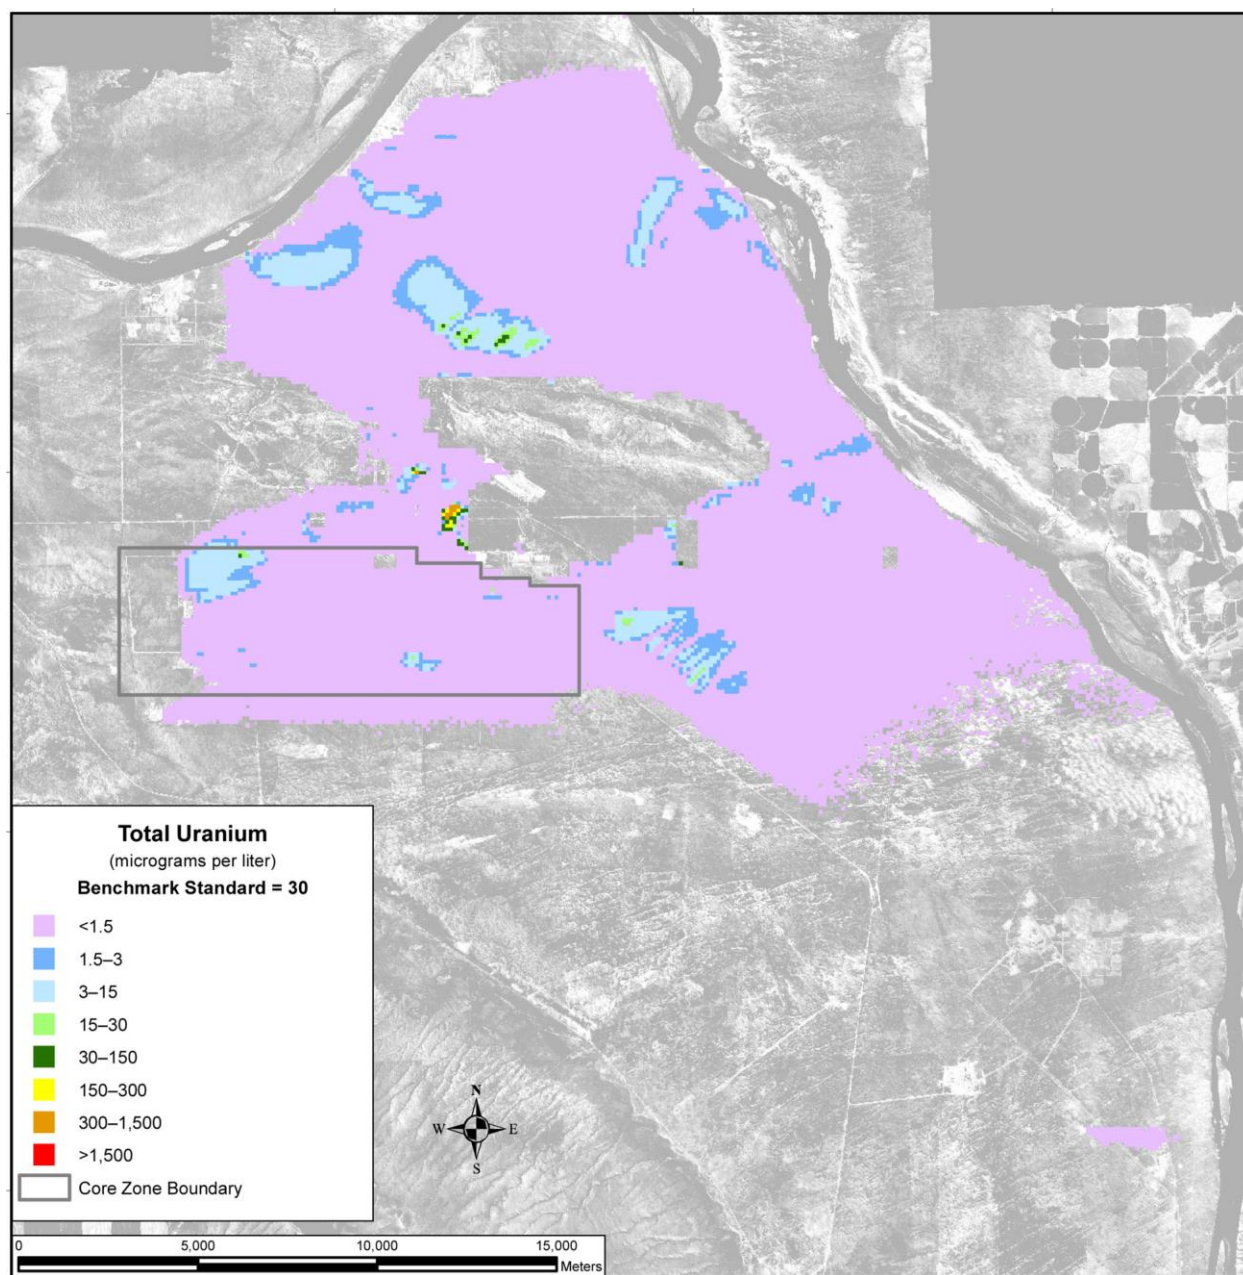 Total Uranium
(micrograms per liter)
Benchmark Standard = 30
<1.5
1.5–3
3–15
15–30
30–150
150–300
300–1,500
>1,500
Core Zone Boundary
N
W E
S
0 5,000 10,000 15,000
Meters